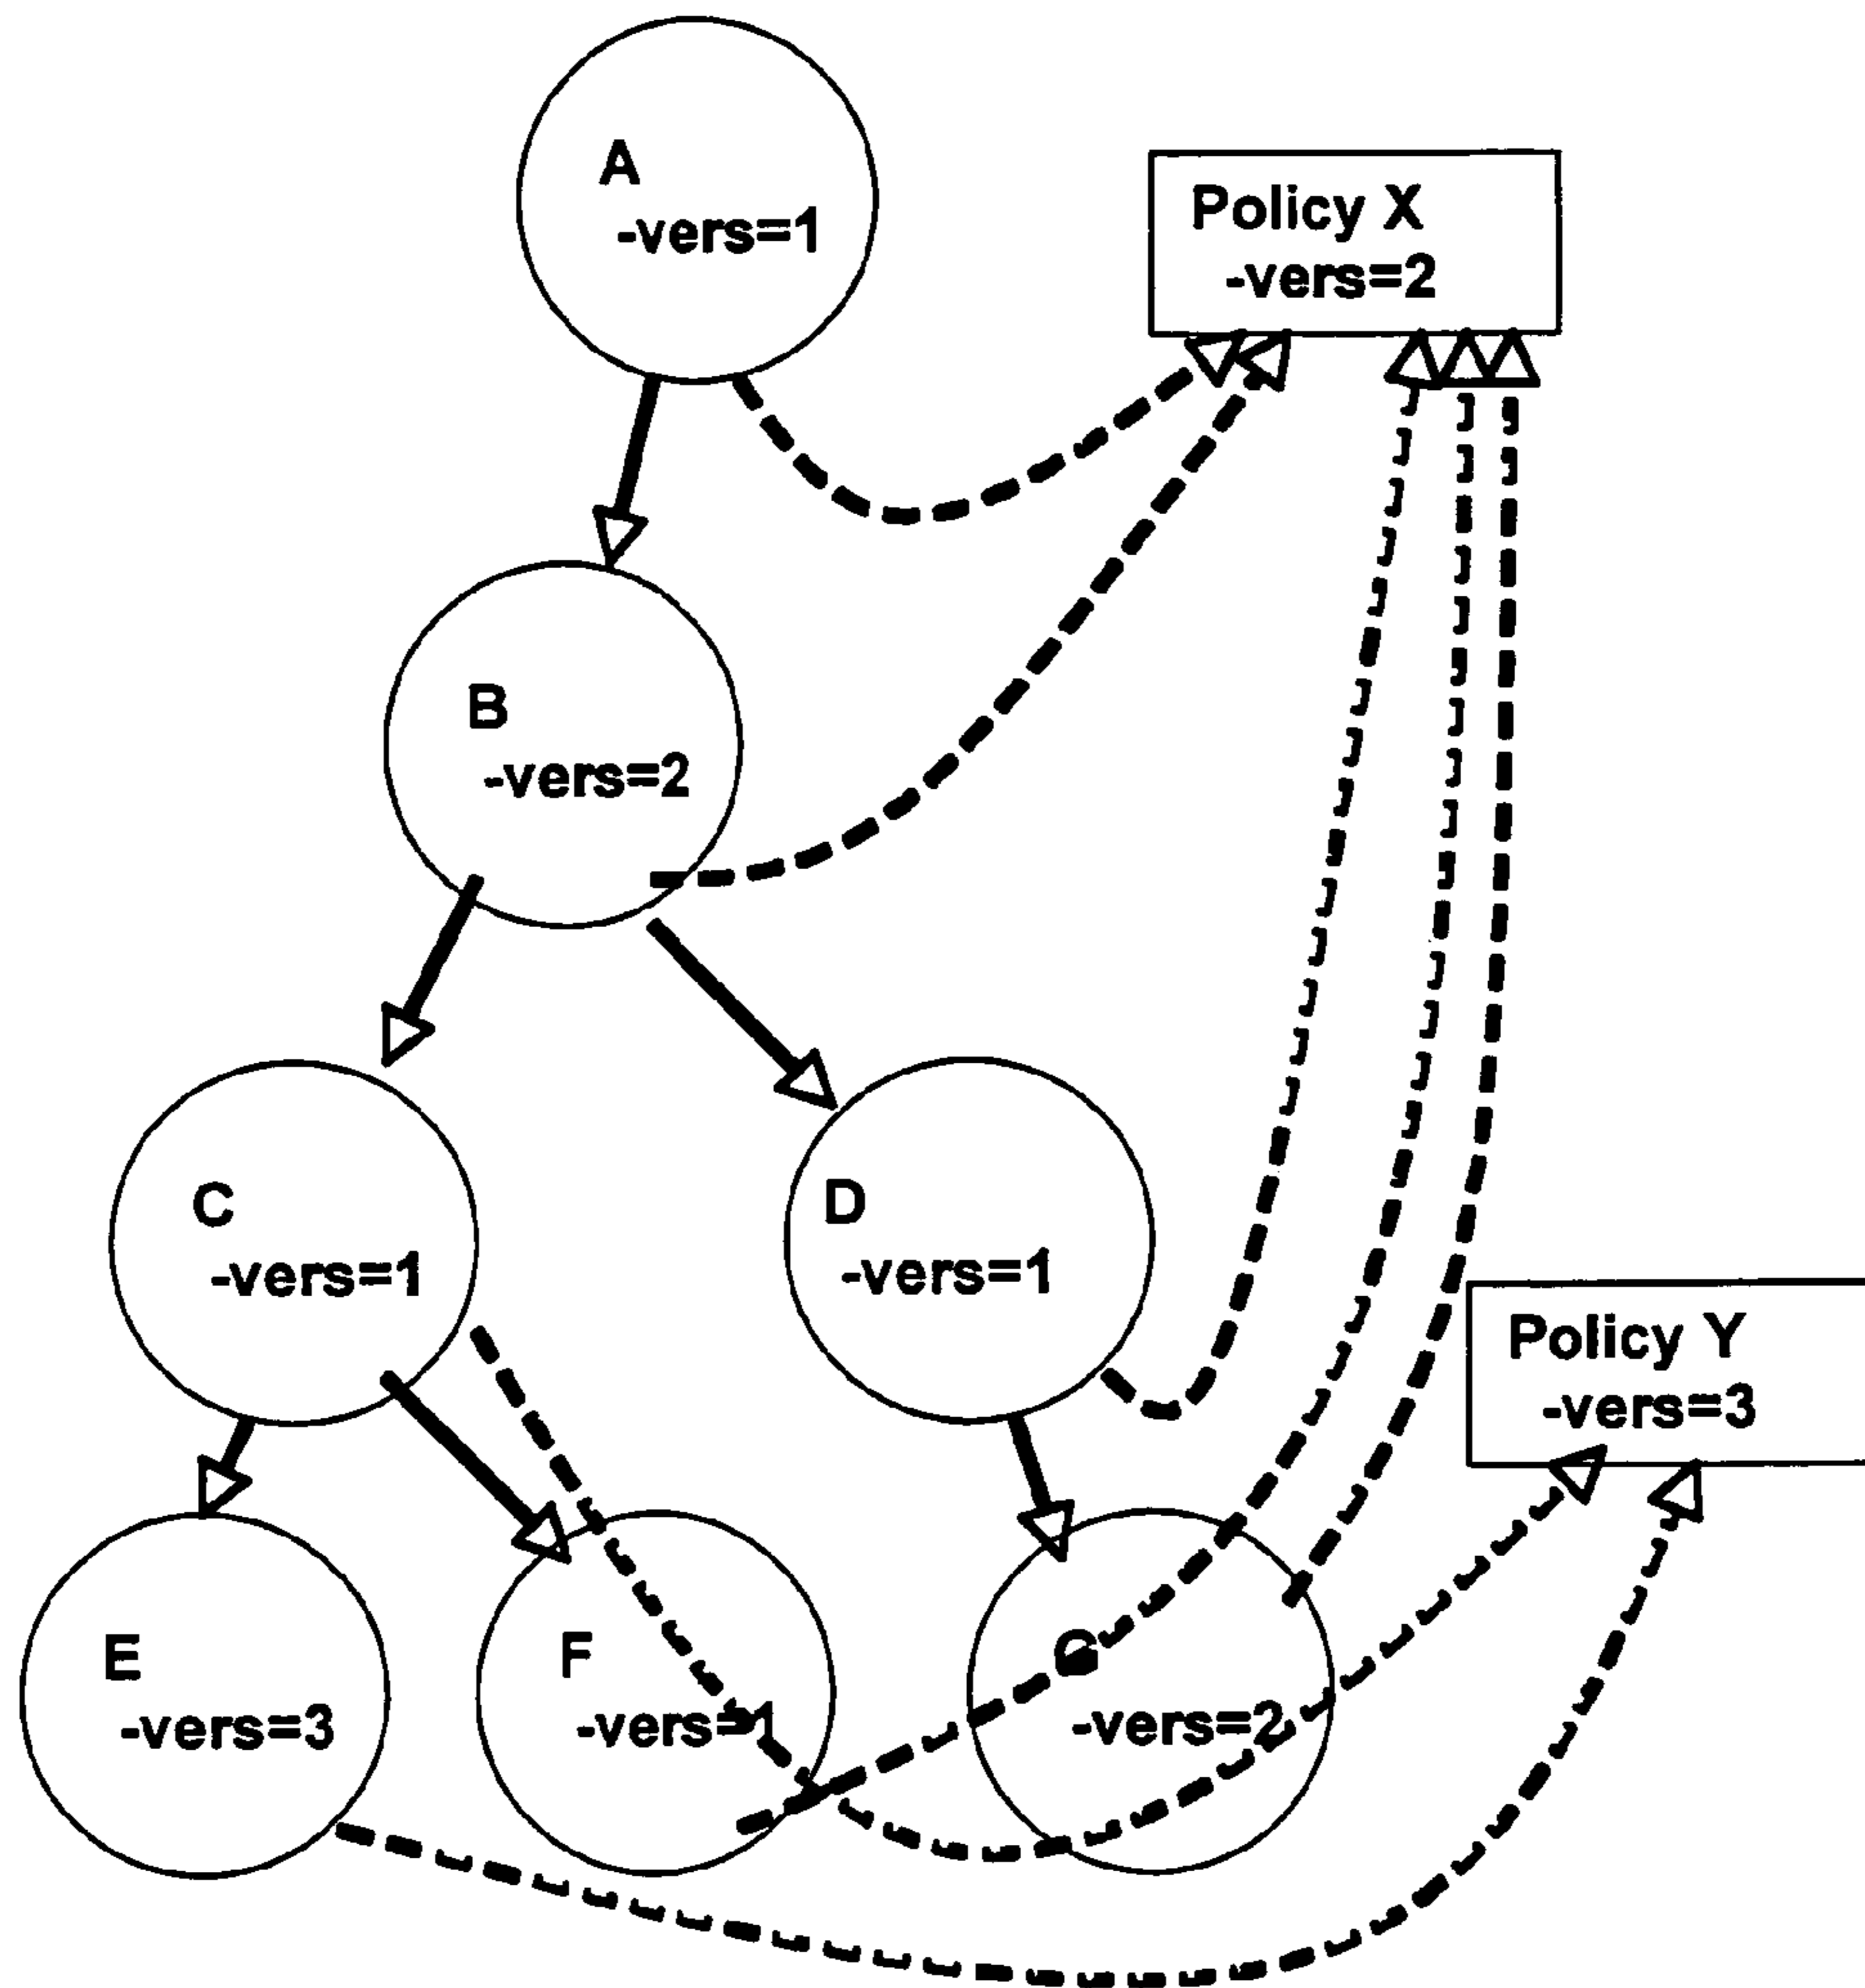 A
-vers=1
Policy X
-vers=2
B
-vers=2
C
-vers=1
D
-vers=1
Policy Y
-vers=3
E
-vers=3
F
-vers=1
G
-vers=2